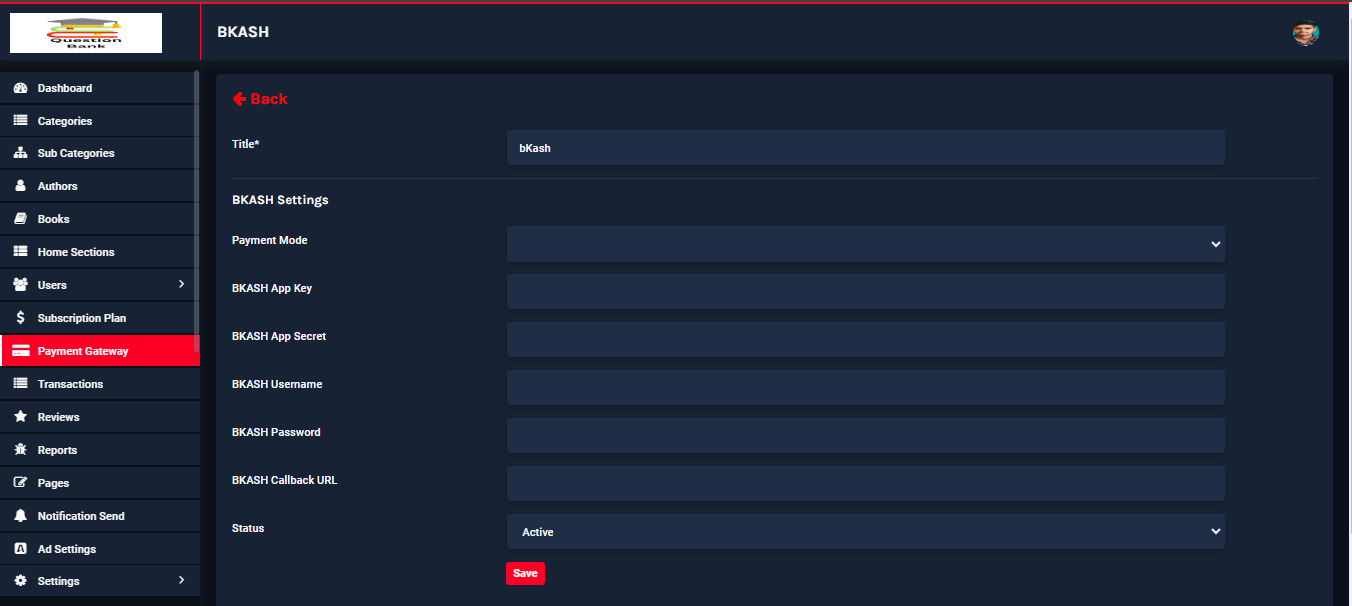 Question
Bank
BKASH
Dashboard
Categories
Sub Categories
Authors
Books
Home Sections
Users
Subscription Plan
Payment Gateway
Transactions
Reviews
Reports
Pages
Notification Send
Ad Settings
Settings
Back
Title*
bKash
BKASH Settings
Payment Mode
BKASH App Key
BKASH App Secret
BKASH Username
BKASH Password
BKASH Callback URL
Status
Active
Save